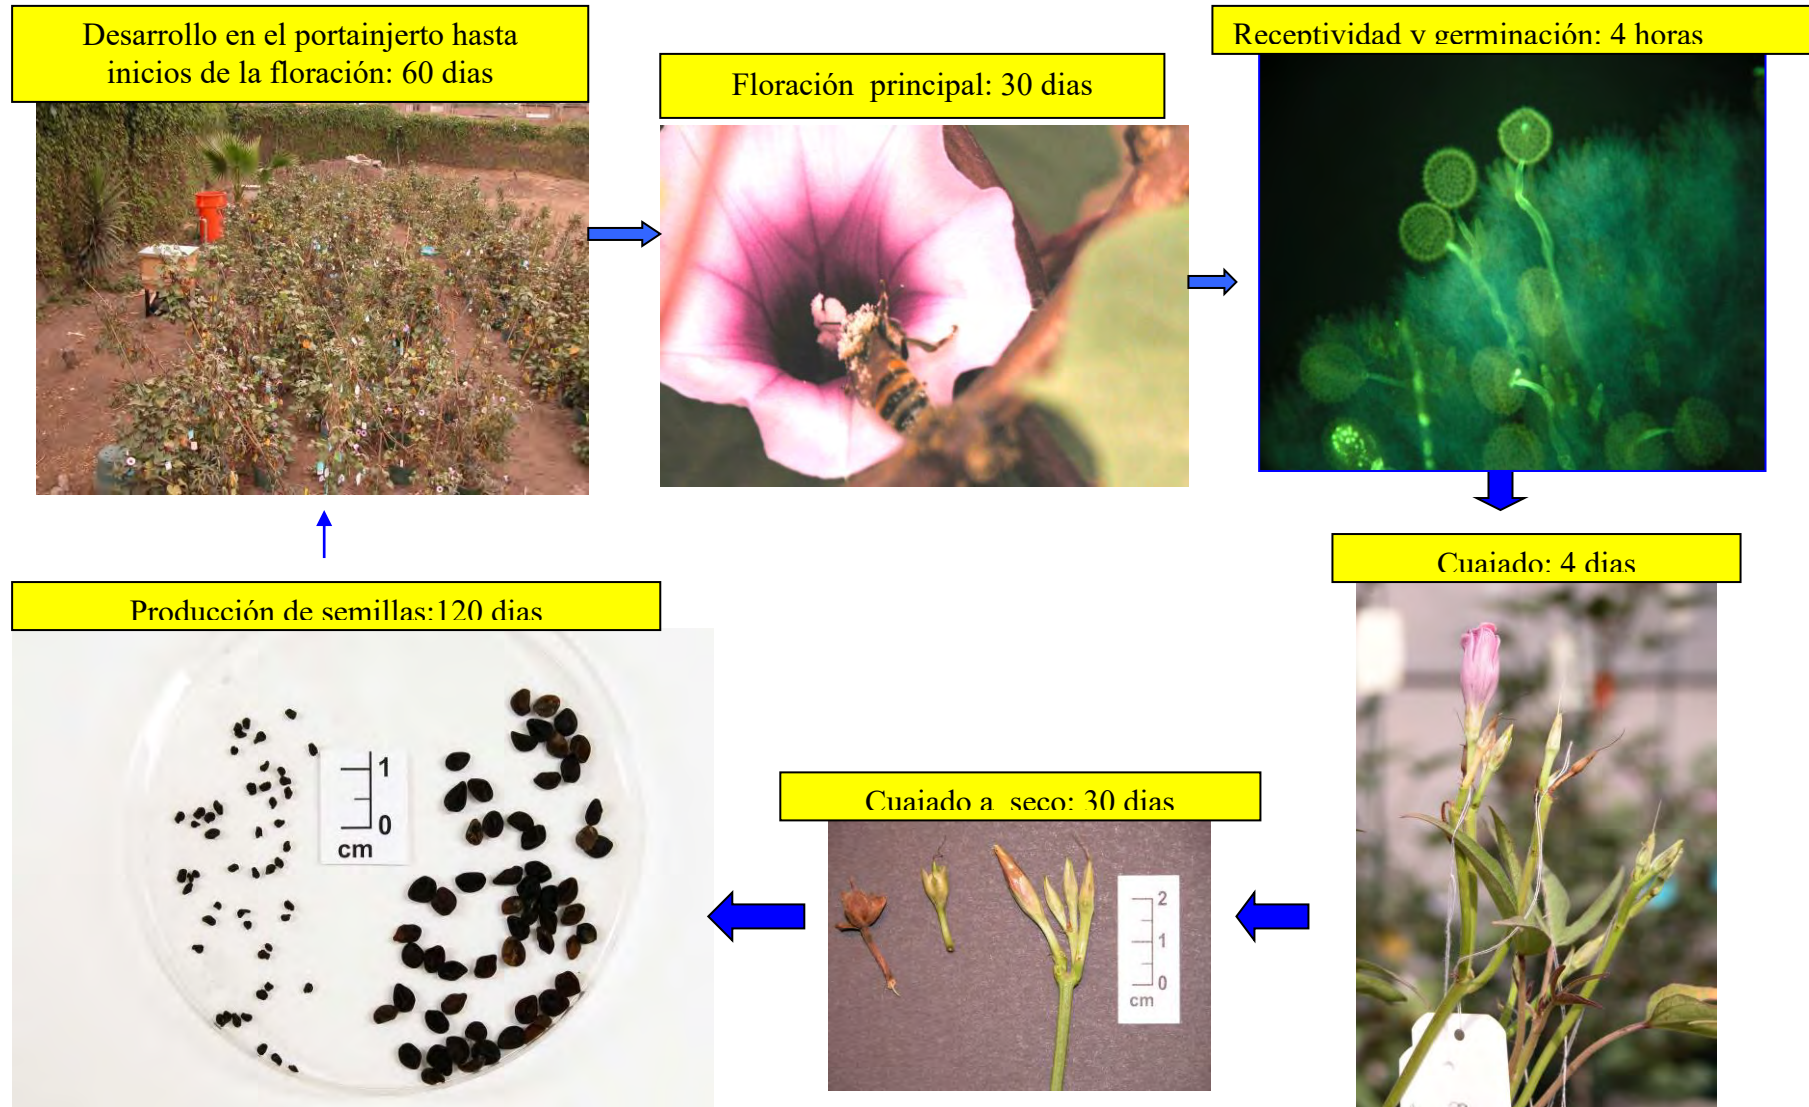 Desarrollo en el portainjerto hasta
inicios de la floración: 60 dias
Floración principal: 30 dias
Receptividad y germinación: 4 horas
Cuajado: 4 dias
Cuajado a seco: 30 dias
2
1
0
cm
Producción de semillas:120 dias
1
0
cm